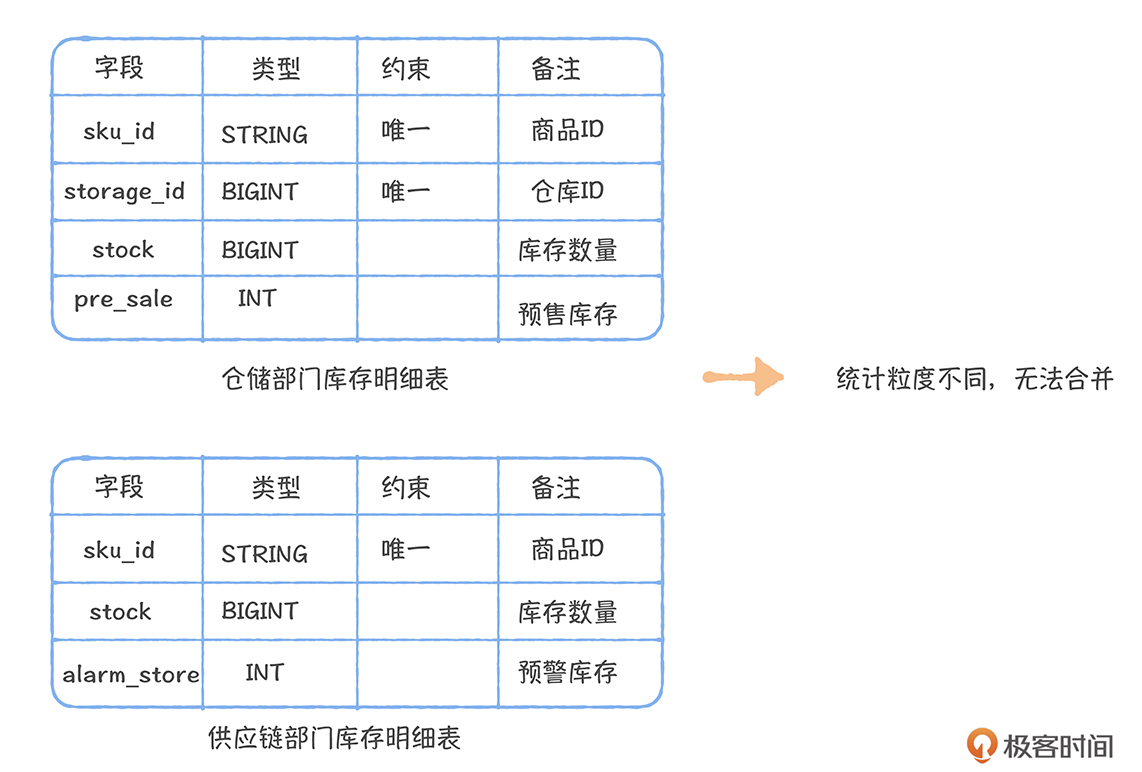 字段 类型 约束 备注
sku_id STRING 唯一 商品ID
storage_id BIGINT 唯一 仓库ID
stock BIGINT 库存数量
pre_sale INT 预售库存
仓储部门库存明细表
统计粒度不同，无法合并
字段 类型 约束 备注
sku_id STRING 唯一 商品ID
stock BIGINT 库存数量
alarm_store INT 预警库存
供应链部门库存明细表
极客时间